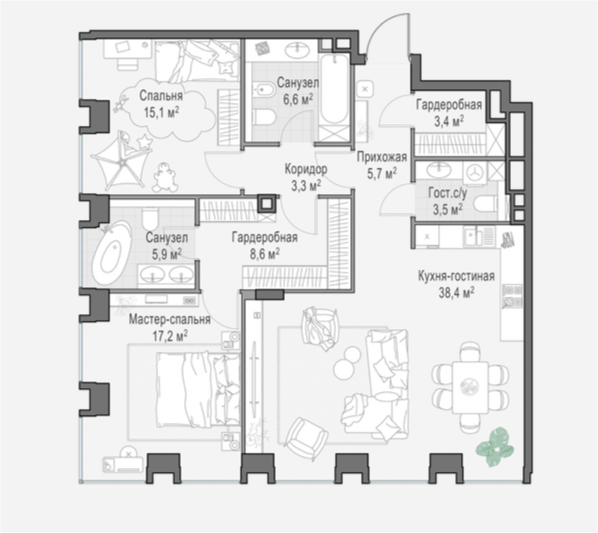 Спальня
15,1 м²
Санузел
6,6 м²
Гардеробная
3,4 м²
Прихожая
5,7 м²
Коридор
3,3 м²
Гост.с/у
3,5 м²
Санузел
5,9 м²
Гардеробная
8,6 м²
Кухня-гостиная
38,4 м²
Мастер-спальня
17,2 м²